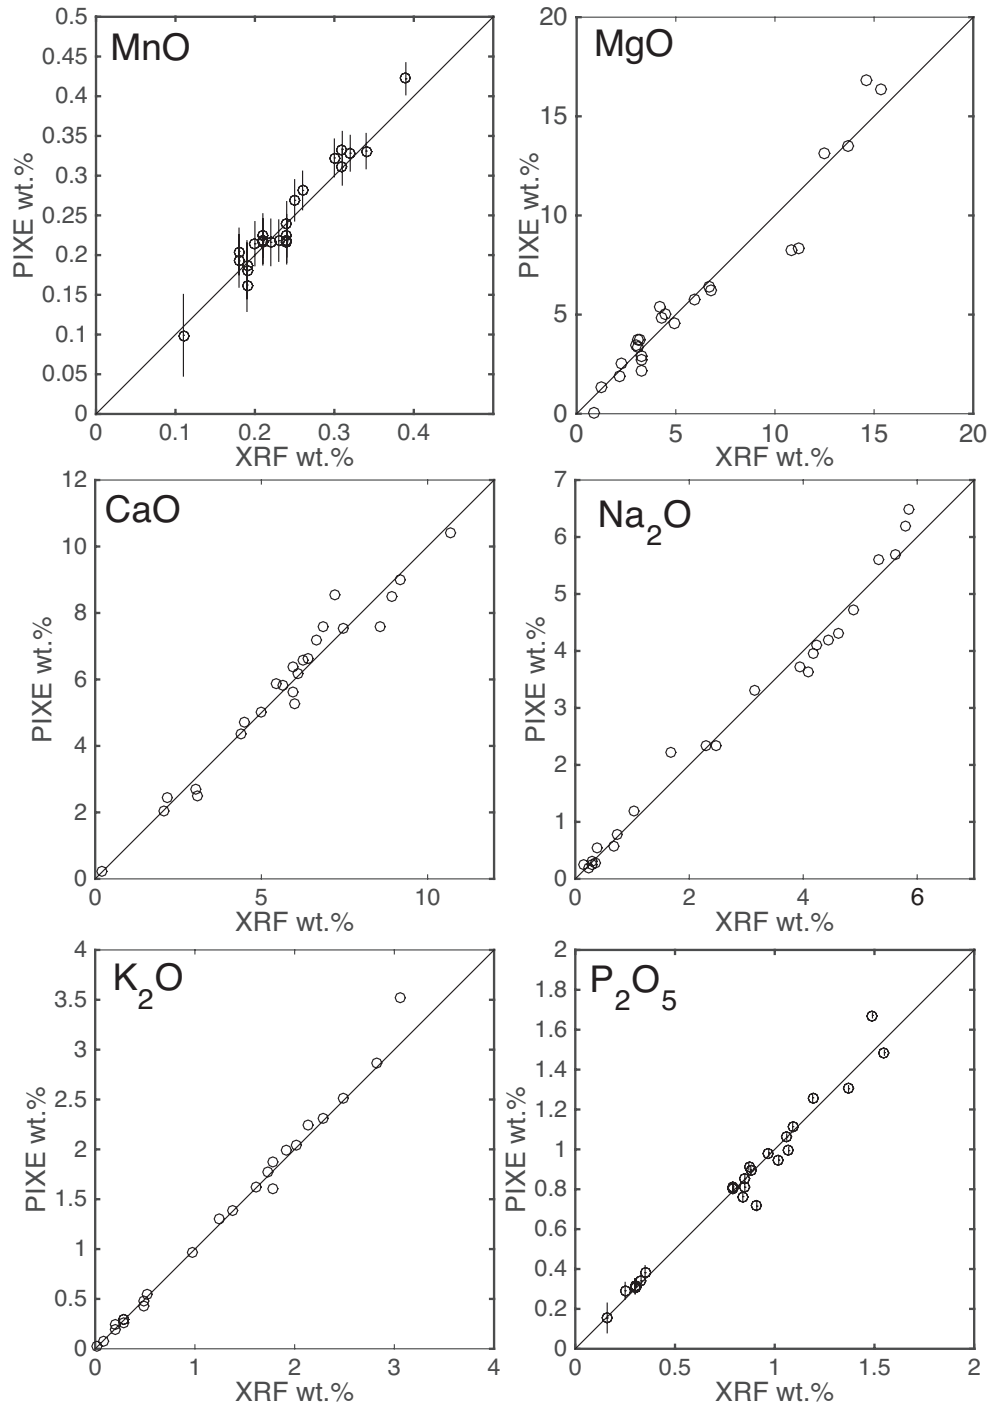 MnO
0.5
0.45
0.4
0.35
0.3
0.25
0.2
0.15
0.1
0.05
0
PIXE wt.%
0 0.1 0.2 0.3 0.4
XRF wt.%
MgO
20
15
10
5
0
PIXE wt.%
0 5 10 15 20
XRF wt.%
CaO
12
10
8
6
4
2
0
PIXE wt.%
0 5 10
XRF wt.%
Na2O
7
6
5
4
3
2
1
0
PIXE wt.%
0 2 4 6
XRF wt.%
K2O
4
3.5
3
2.5
2
1.5
1
0.5
0
PIXE wt.%
0 1 2 3 4
XRF wt.%
P2O5
2
1.8
1.6
1.4
1.2
1
0.8
0.6
0.4
0.2
0
PIXE wt.%
0 0.5 1 1.5 2
XRF wt.%